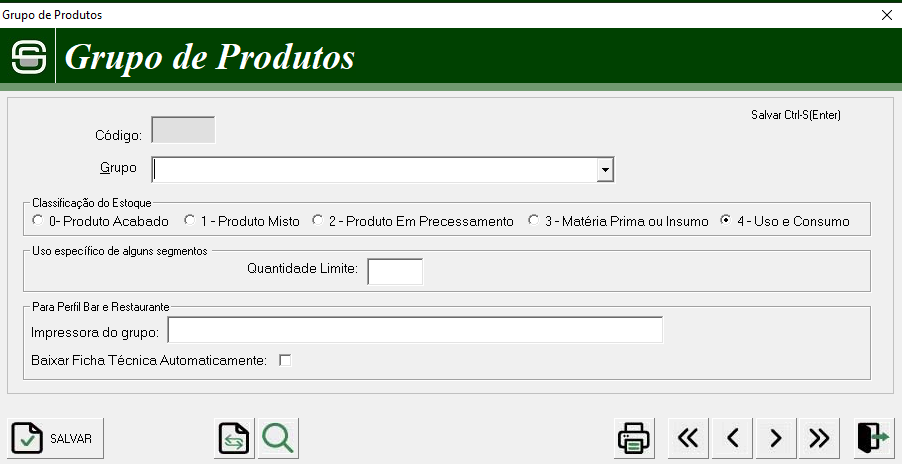 Grupo de Produtos
Grupo de Produtos
Salvar Ctrl-S(Enter)
Código:
Grupo
Classificação do Estoque
0- Produto Acabado 1 - Produto Misto 2 - Produto Em Precessamento 3 - Matéria Prima ou Insumo 4 - Uso e Consumo
Uso específico de alguns segmentos
Quantidade Limite:
Para Perfil Bar e Restaurante
Impressora do grupo:
Baixar Ficha Técnica Automaticamente:
SALVAR